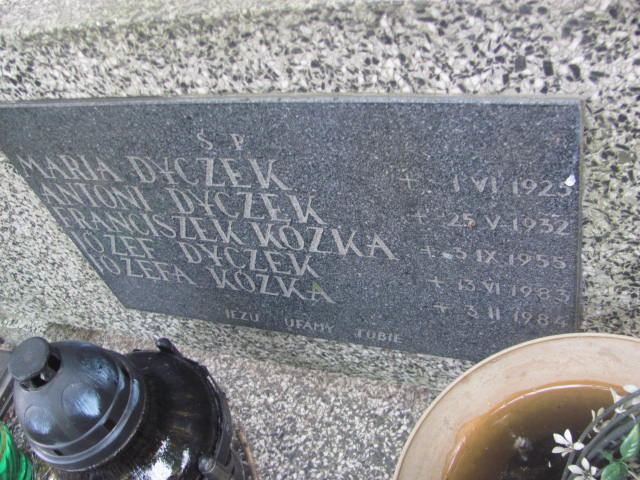 Ś. P.
MARIA DYCZEK + 1 VI 1923
ANTONI DYCZEK + 25 V 1932
FRANCISZEK KOZKA + 5 IX 1955
JÓZEF DYCZEK + 13 VI 1983
JÓZEFA KOZKA + 3 II 1984
JEZU UFAMY TOBIE